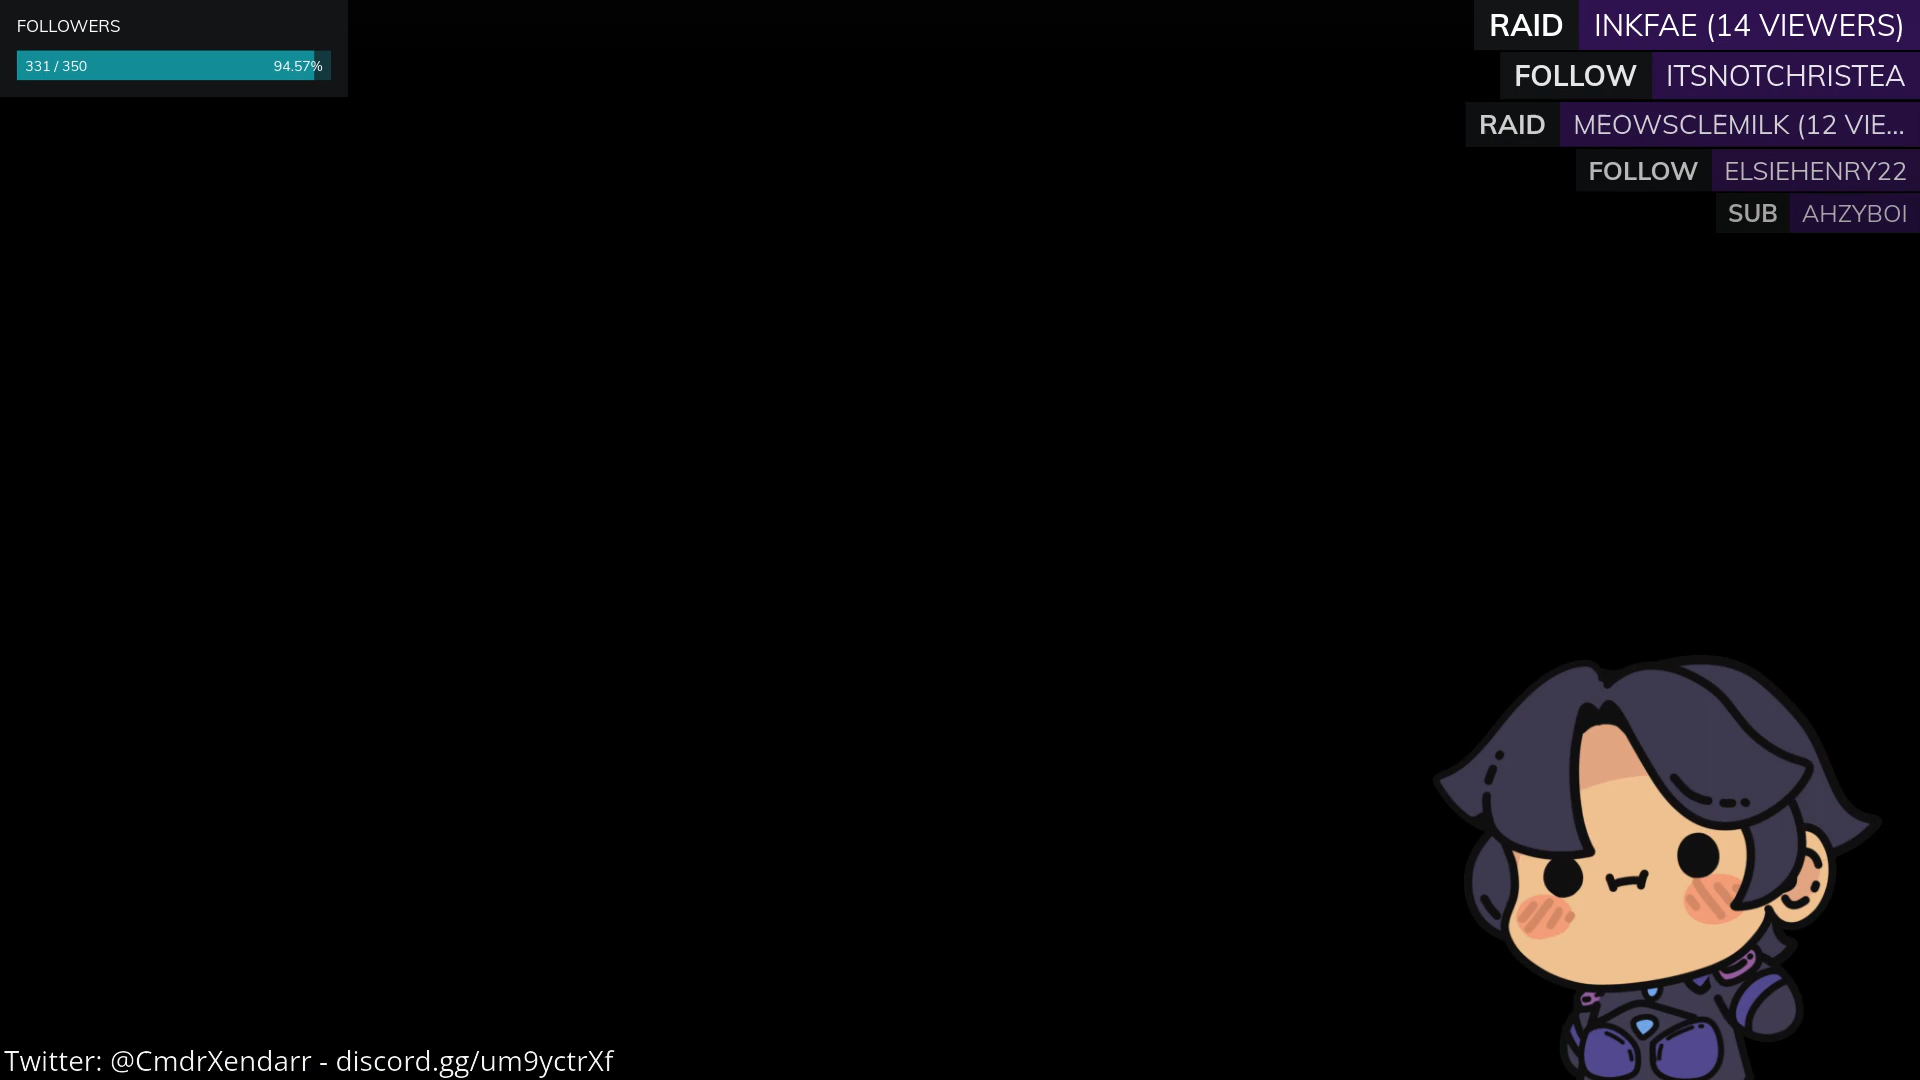 FOLLOWERS
331 / 350 94.57%
RAID INKFAE (14 VIEWERS)
FOLLOW ITSNOTCHRISTEA
RAID MEOWSCLEMILK (12 VIE...
FOLLOW ELSIEHENRY22
SUB AHZYBOI
Twitter: @CmdrXendarr - discord.gg/um9yctrXf